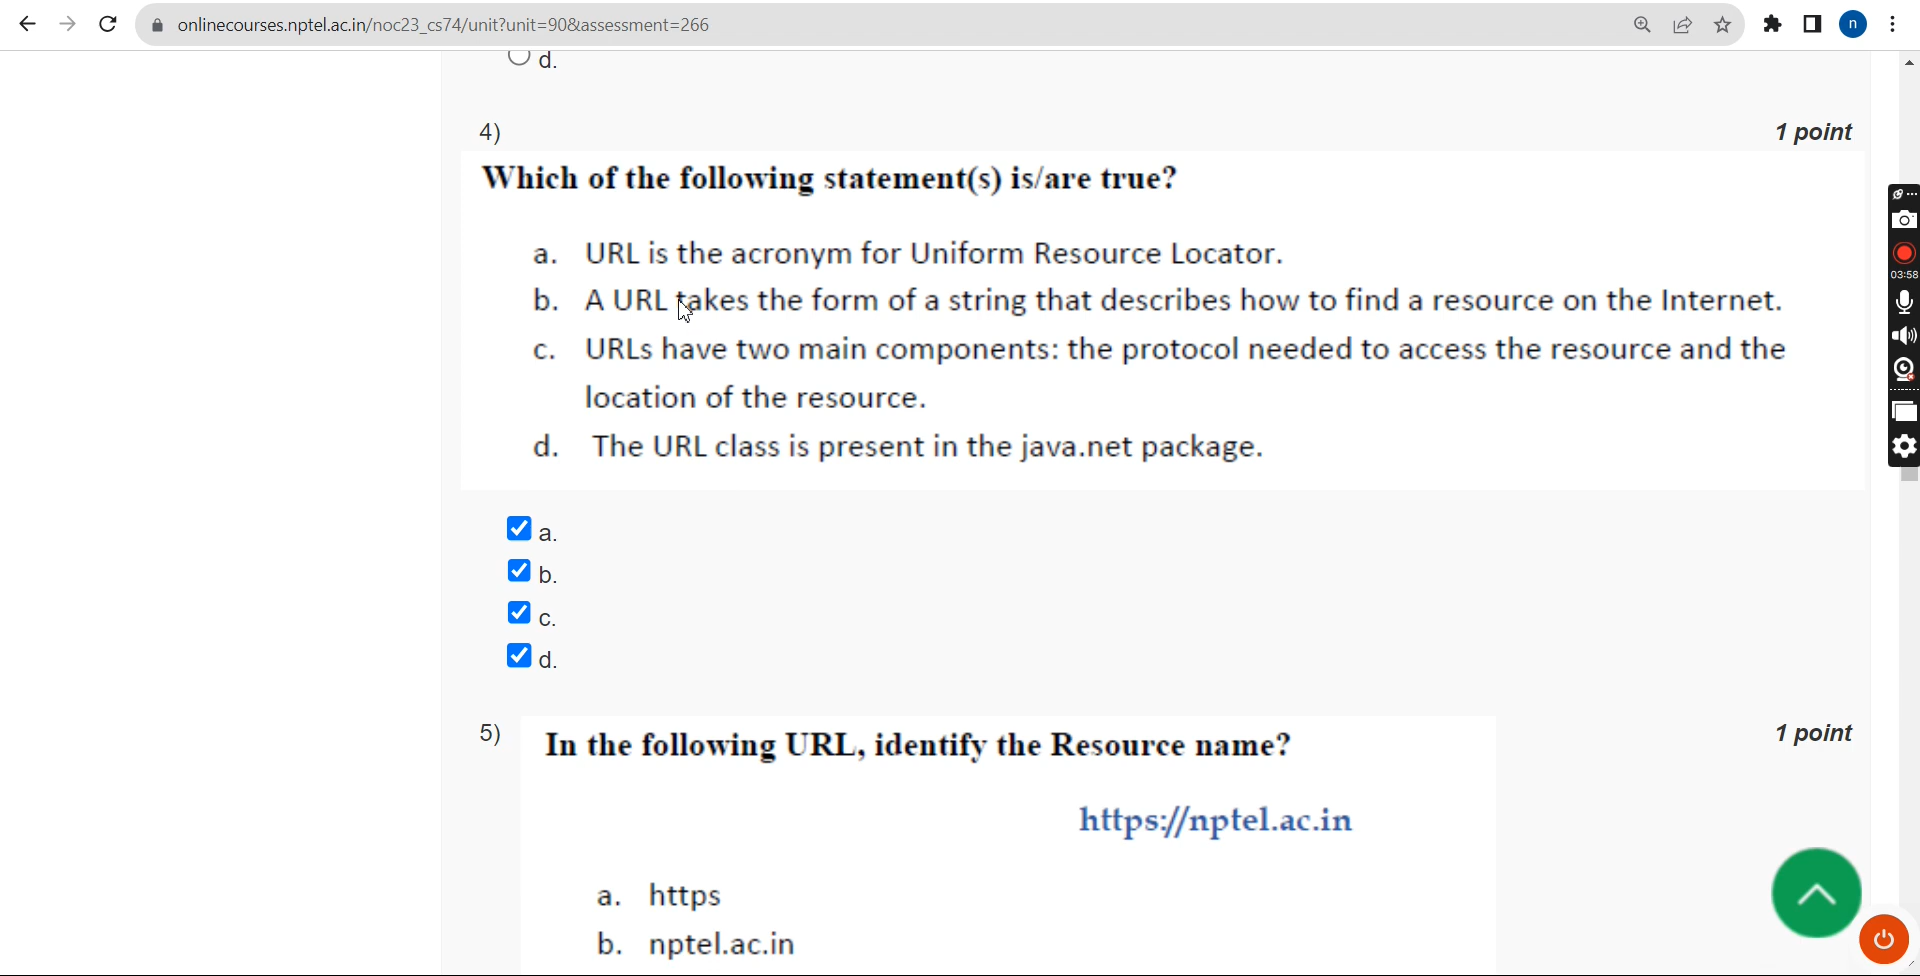 onlinecourses.nptel.ac.in/noc23_cs74/unit?unit=90&assessment=266
n
d.
4)
1 point
Which of the following statement(s) is/are true?
a. URL is the acronym for Uniform Resource Locator.
b. A URL takes the form of a string that describes how to find a resource on the Internet.
c. URLs have two main components: the protocol needed to access the resource and the
location of the resource.
d. The URL class is present in the java.net package.
03:58
a.
b.
c.
d.
5)
1 point
In the following URL, identify the Resource name?
https://nptel.ac.in
a. https
b. nptel.ac.in